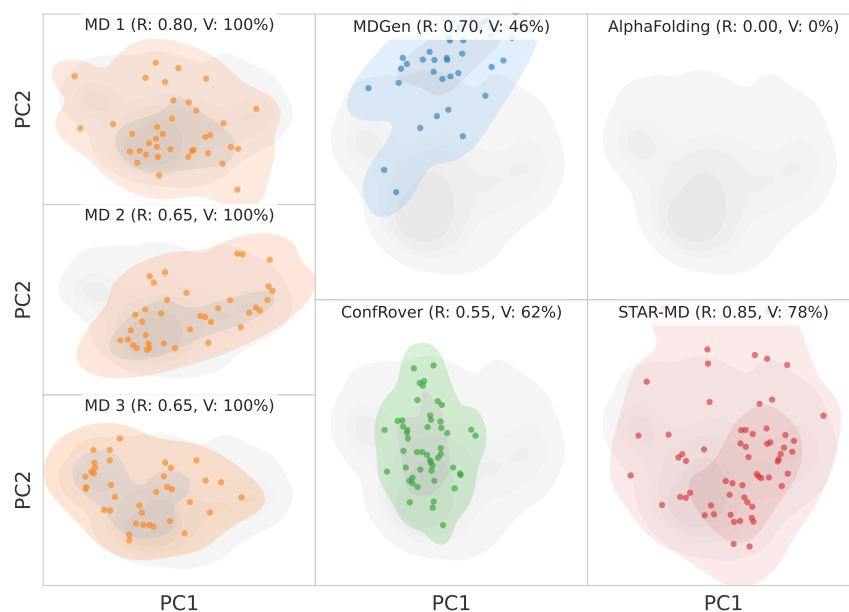 MD 1 (R: 0.80, V: 100%)
MDGen (R: 0.70, V: 46%)
AlphaFolding (R: 0.00, V: 0%)
PC2
MD 2 (R: 0.65, V: 100%)
PC2
ConfRover (R: 0.55, V: 62%)
STAR-MD (R: 0.85, V: 78%)
MD 3 (R: 0.65, V: 100%)
PC2
PC1
PC1
PC1